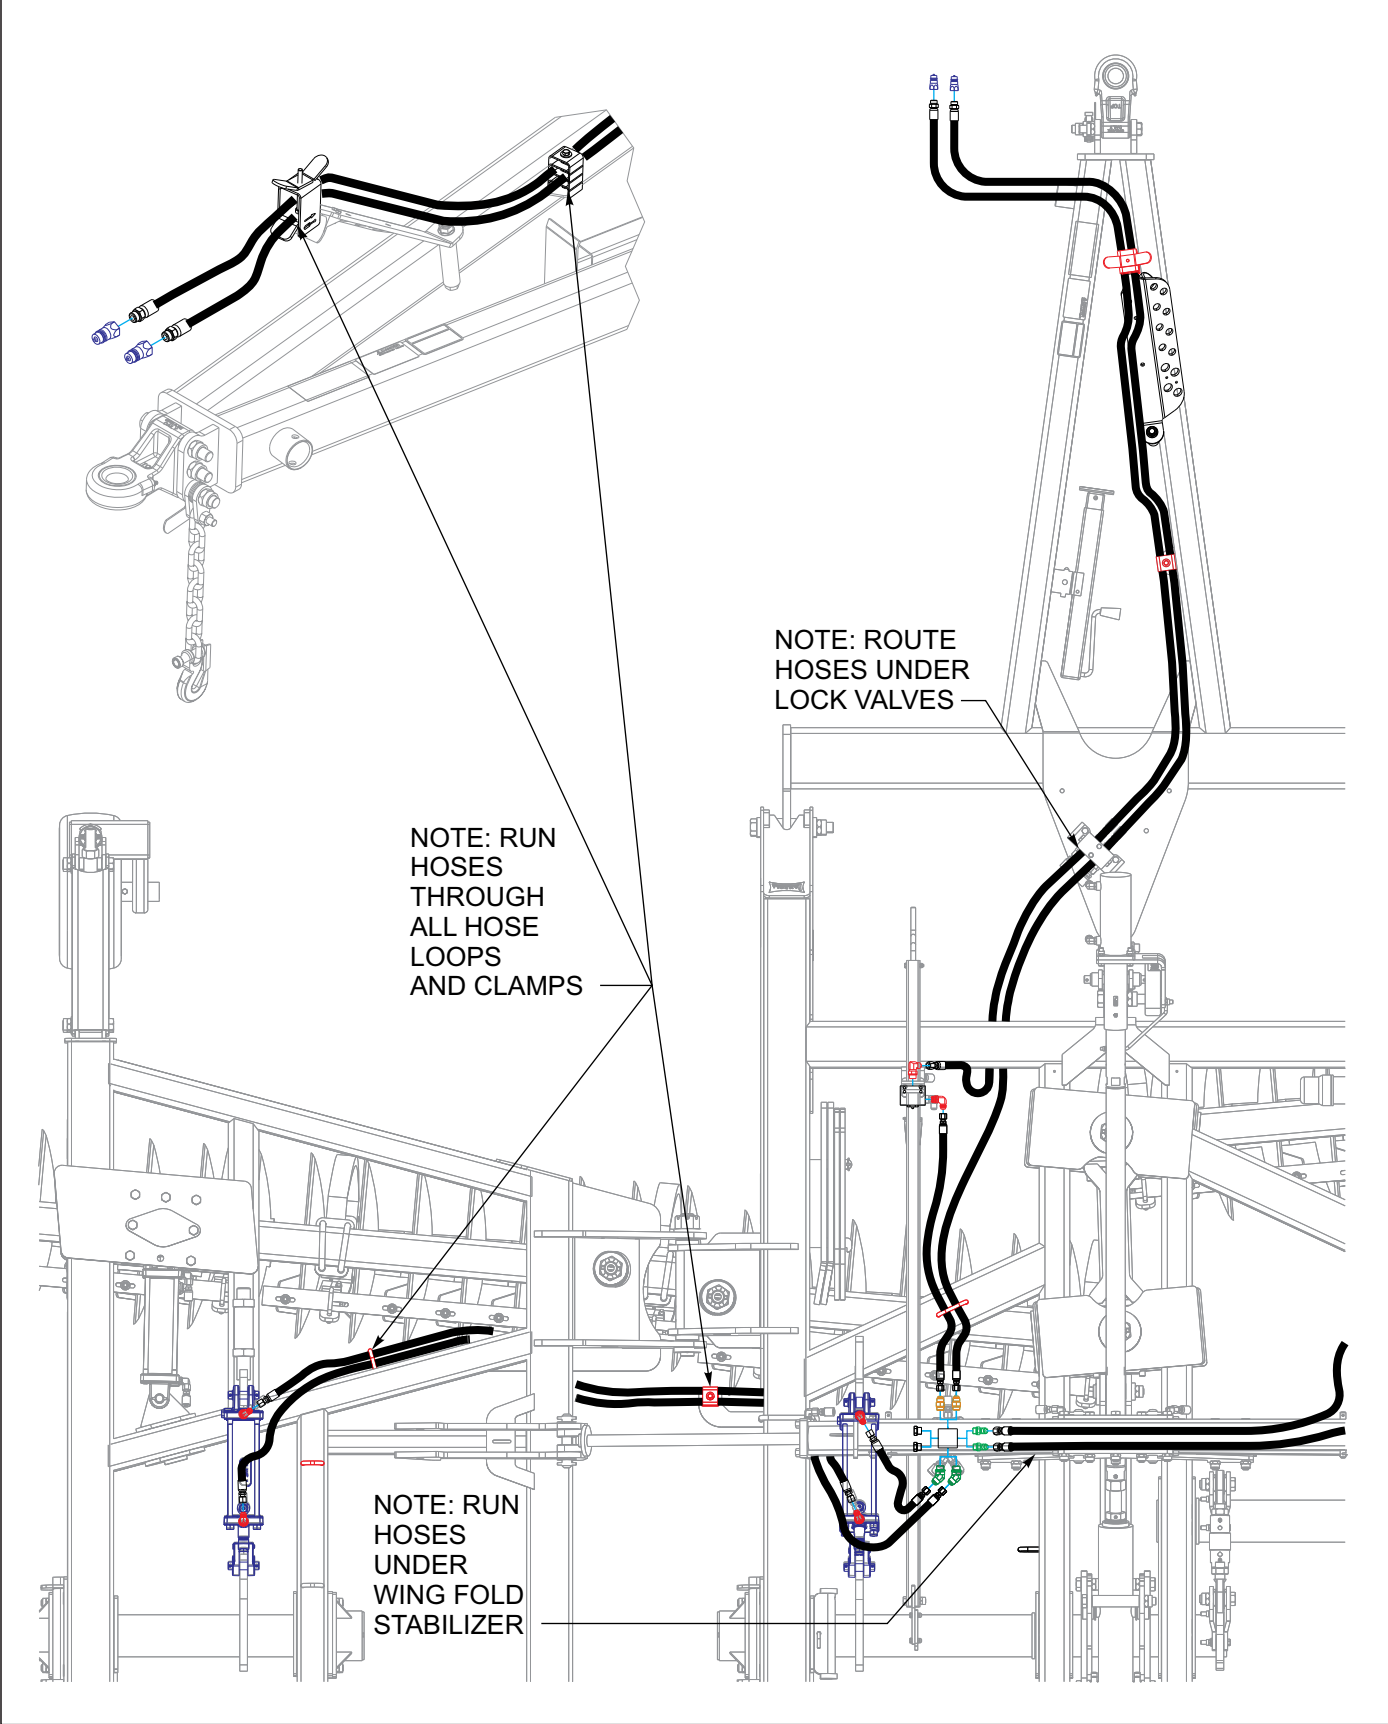 NOTE: ROUTE
HOSES UNDER
LOCK VALVES
NOTE: RUN
HOSES
THROUGH
ALL HOSE
LOOPS
AND CLAMPS
NOTE: RUN
HOSES
UNDER
WING FOLD
STABILIZER